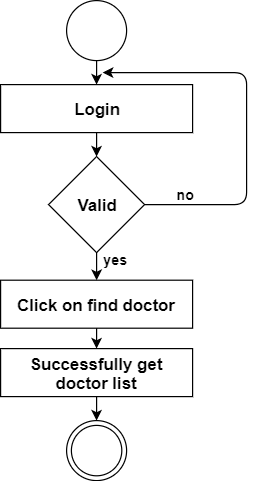 Login
Valid
no
yes
Click on find doctor
Successfully get
doctor list